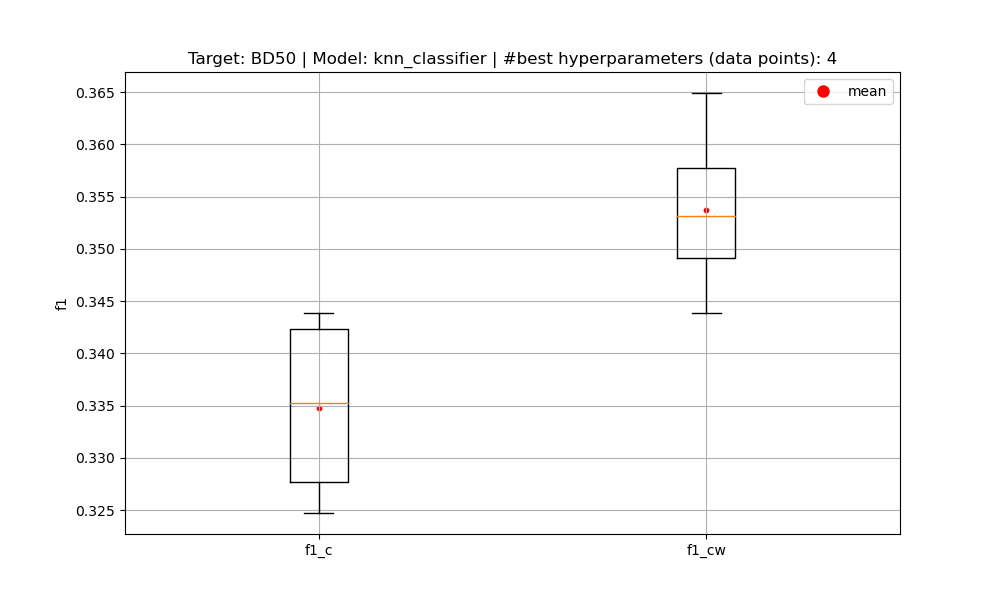 Target: BD50 | Model: knn_classifier | #best hyperparameters (data points): 4
mean
0.365
0.360
0.355
0.350
0.345
0.340
0.335
0.330
0.325
f1
f1_c
f1_cw